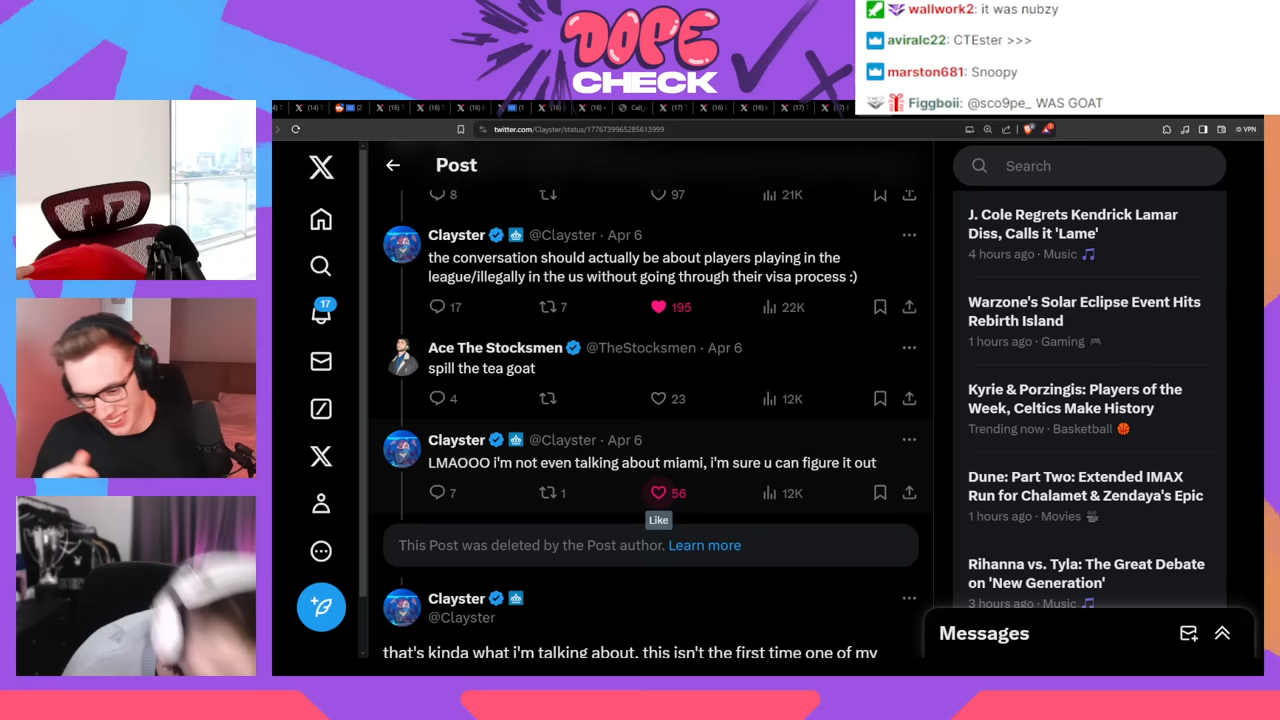 DOPE
CHECK
wallwork2: it was nubzy
aviralc22: CTEster >>>
marston681: Snoopy
Figgboii: @sco9pe_ WAS GOAT
twitter.com/Clayster/status/1776739965285613999
VPN
Post
Search
8
97
21K
Clayster @Clayster · Apr 6
the conversation should actually be about players playing in the
league/illegally in the us without going through their visa process :)
17
7
195
22K
Ace The Stocksmen @TheStocksmen · Apr 6
spill the tea goat
4
23
12K
Clayster @Clayster · Apr 6
LMAOOO i'm not even talking about miami, i'm sure u can figure it out
7
1
56
12K
Like
This Post was deleted by the Post author. Learn more
Clayster
@Clayster
that's kinda what i'm talking about. this isn't the first time one of my
17
J. Cole Regrets Kendrick Lamar
Diss, Calls it 'Lame'
4 hours ago · Music
Warzone's Solar Eclipse Event Hits
Rebirth Island
1 hours ago · Gaming
Kyrie & Porzingis: Players of the
Week, Celtics Make History
Trending now · Basketball
Dune: Part Two: Extended IMAX
Run for Chalamet & Zendaya's Epic
1 hours ago · Movies
Rihanna vs. Tyla: The Great Debate
on 'New Generation'
3 hours ago · Music
Messages